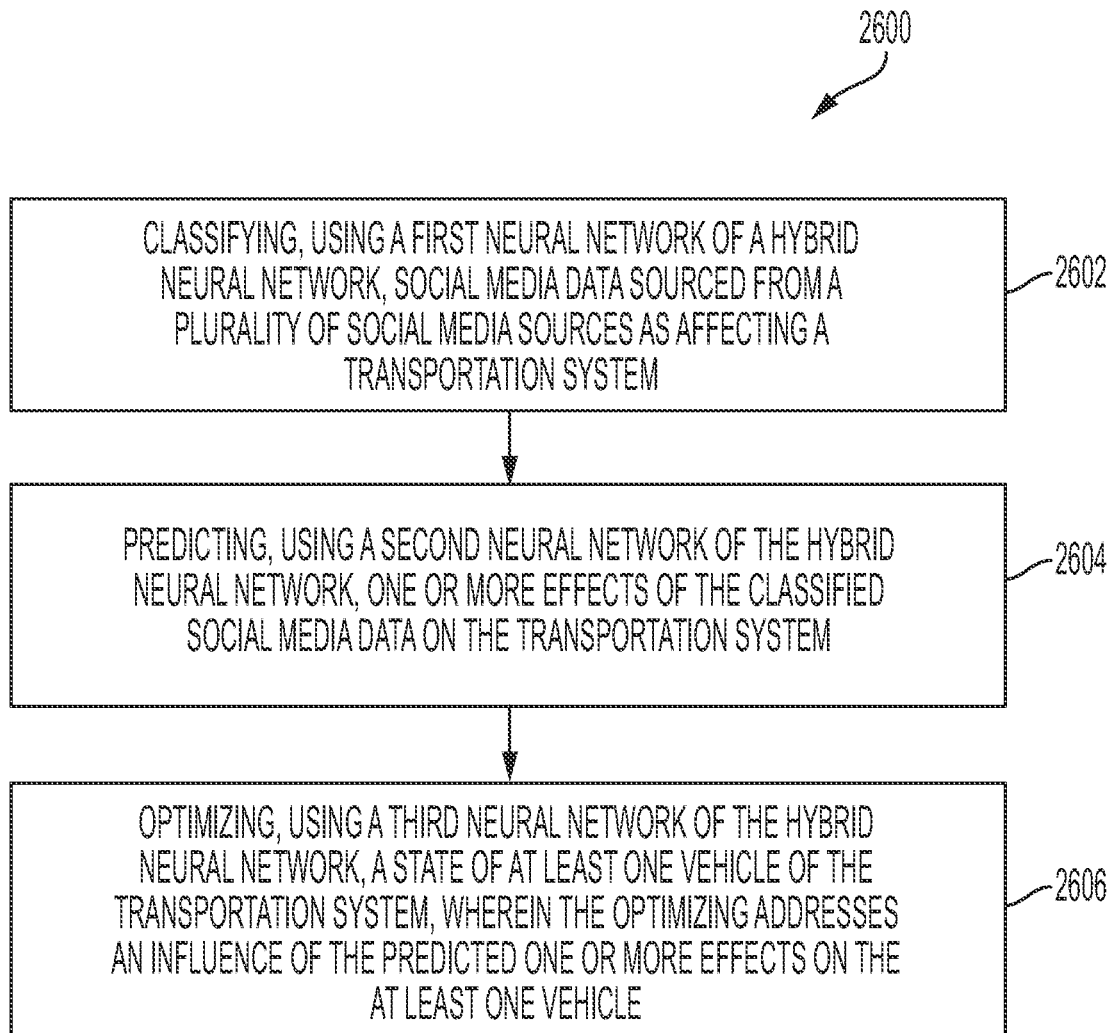 2600
CLASSIFYING, USING A FIRST NEURAL NETWORK OF A HYBRID
NEURAL NETWORK, SOCIAL MEDIA DATA SOURCED FROM A
PLURALITY OF SOCIAL MEDIA SOURCES AS AFFECTING A
TRANSPORTATION SYSTEM
2602
PREDICTING, USING A SECOND NEURAL NETWORK OF THE HYBRID
NEURAL NETWORK, ONE OR MORE EFFECTS OF THE CLASSIFIED
SOCIAL MEDIA DATA ON THE TRANSPORTATION SYSTEM
2604
OPTIMIZING, USING A THIRD NEURAL NETWORK OF THE HYBRID
NEURAL NETWORK, A STATE OF AT LEAST ONE VEHICLE OF THE
TRANSPORTATION SYSTEM, WHEREIN THE OPTIMIZING ADDRESSES
AN INFLUENCE OF THE PREDICTED ONE OR MORE EFFECTS ON THE
AT LEAST ONE VEHICLE
2606